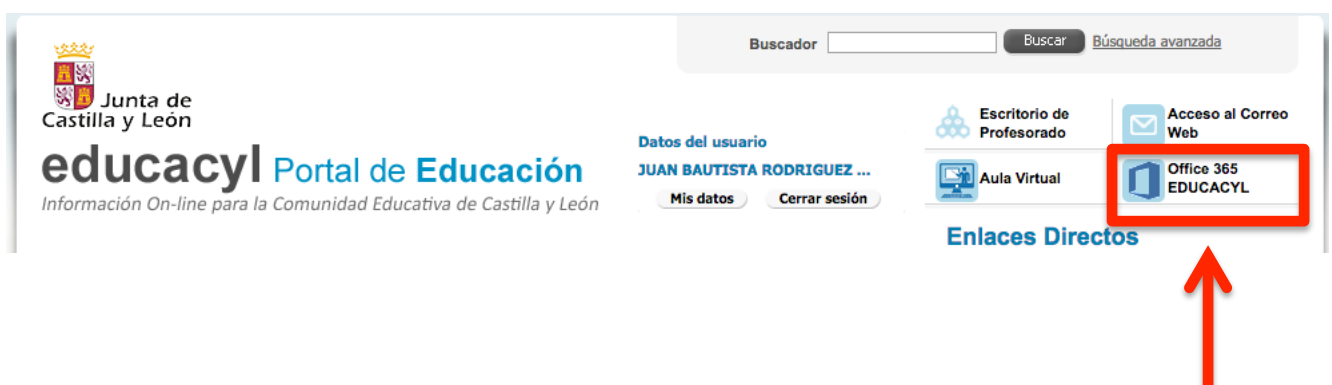 Buscador
Buscar
Búsqueda avanzada
Junta de
Castilla y León
educacyl Portal de Educación
Información On-line para la Comunidad Educativa de Castilla y León
Datos del usuario
JUAN BAUTISTA RODRIGUEZ ...
Mis datos
Cerrar sesión
Escritorio de
Profesorado
Acceso al Correo
Web
Aula Virtual
Office 365
EDUCACYL
Enlaces Directos